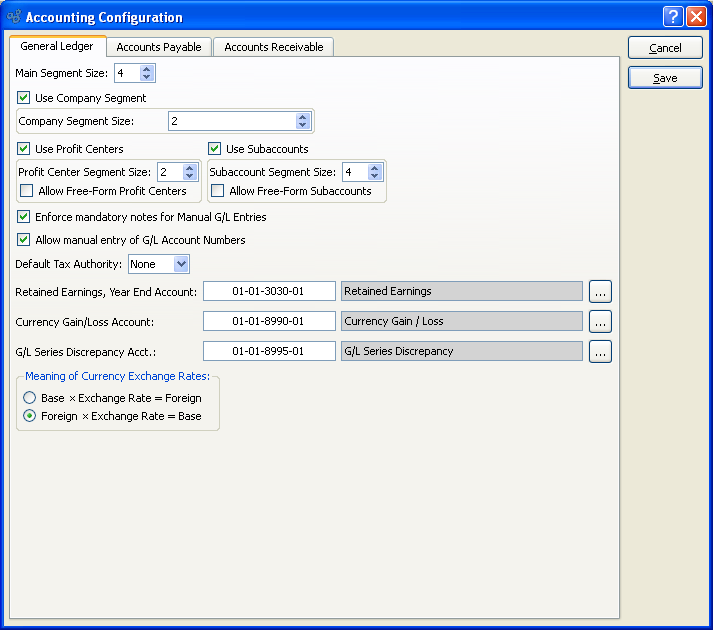 Accounting Configuration
General Ledger Accounts Payable Accounts Receivable
Cancel
Save
Main Segment Size: 4
Use Company Segment
Company Segment Size: 2
Use Profit Centers Use Subaccounts
Profit Center Segment Size: 2 Subaccount Segment Size: 4
Allow Free-Form Profit Centers Allow Free-Form Subaccounts
Enforce mandatory notes for Manual G/L Entries
Allow manual entry of G/L Account Numbers
Default Tax Authority: None
Retained Earnings, Year End Account: 01-01-3030-01 Retained Earnings ...
Currency Gain/Loss Account: 01-01-8990-01 Currency Gain / Loss ...
G/L Series Discrepancy Acct.: 01-01-8995-01 G/L Series Discrepancy ...
Meaning of Currency Exchange Rates:
Base × Exchange Rate = Foreign
Foreign × Exchange Rate = Base